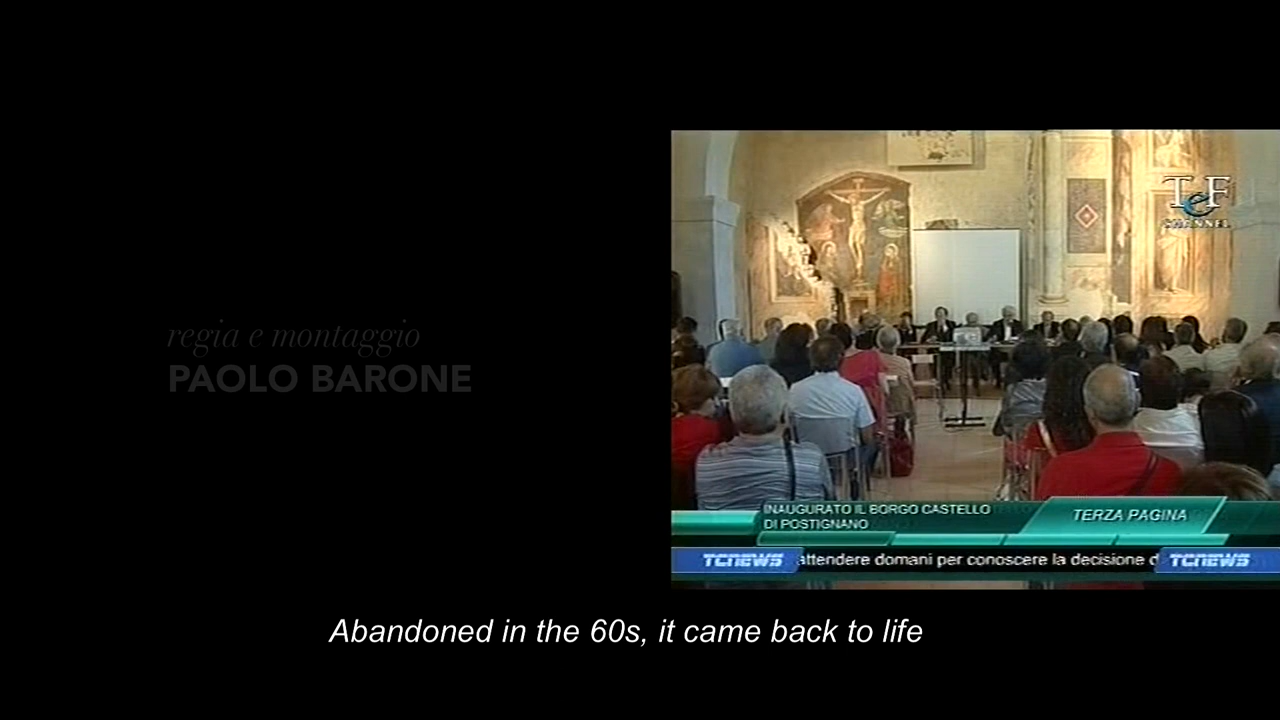 regia e montaggio
PAOLO BARONE
TeF
CHANNEL
INAUGURATO IL BORGO CASTELLO
DI POSTIGNANO
TERZA PAGINA
TCNEWS
attendere domani per conoscere la decisione d
TCNEWS
Abandoned in the 60s, it came back to life